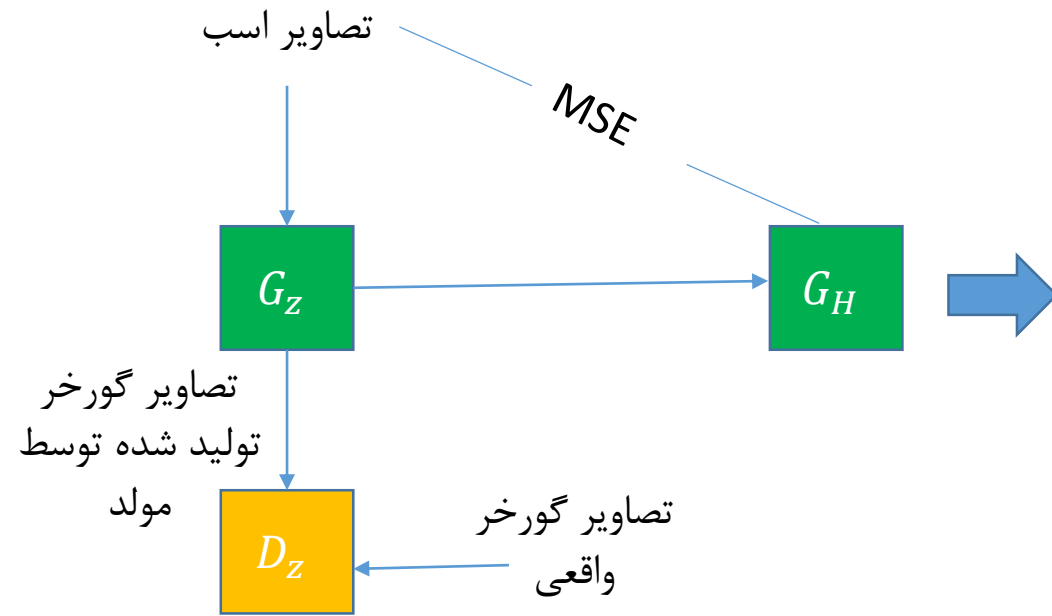 تصاویر اسب
MSE
G_z
G_H
تصاویر گورخر
تولید شده توسط
مولد
D_z
تصاویر گورخر
واقعی